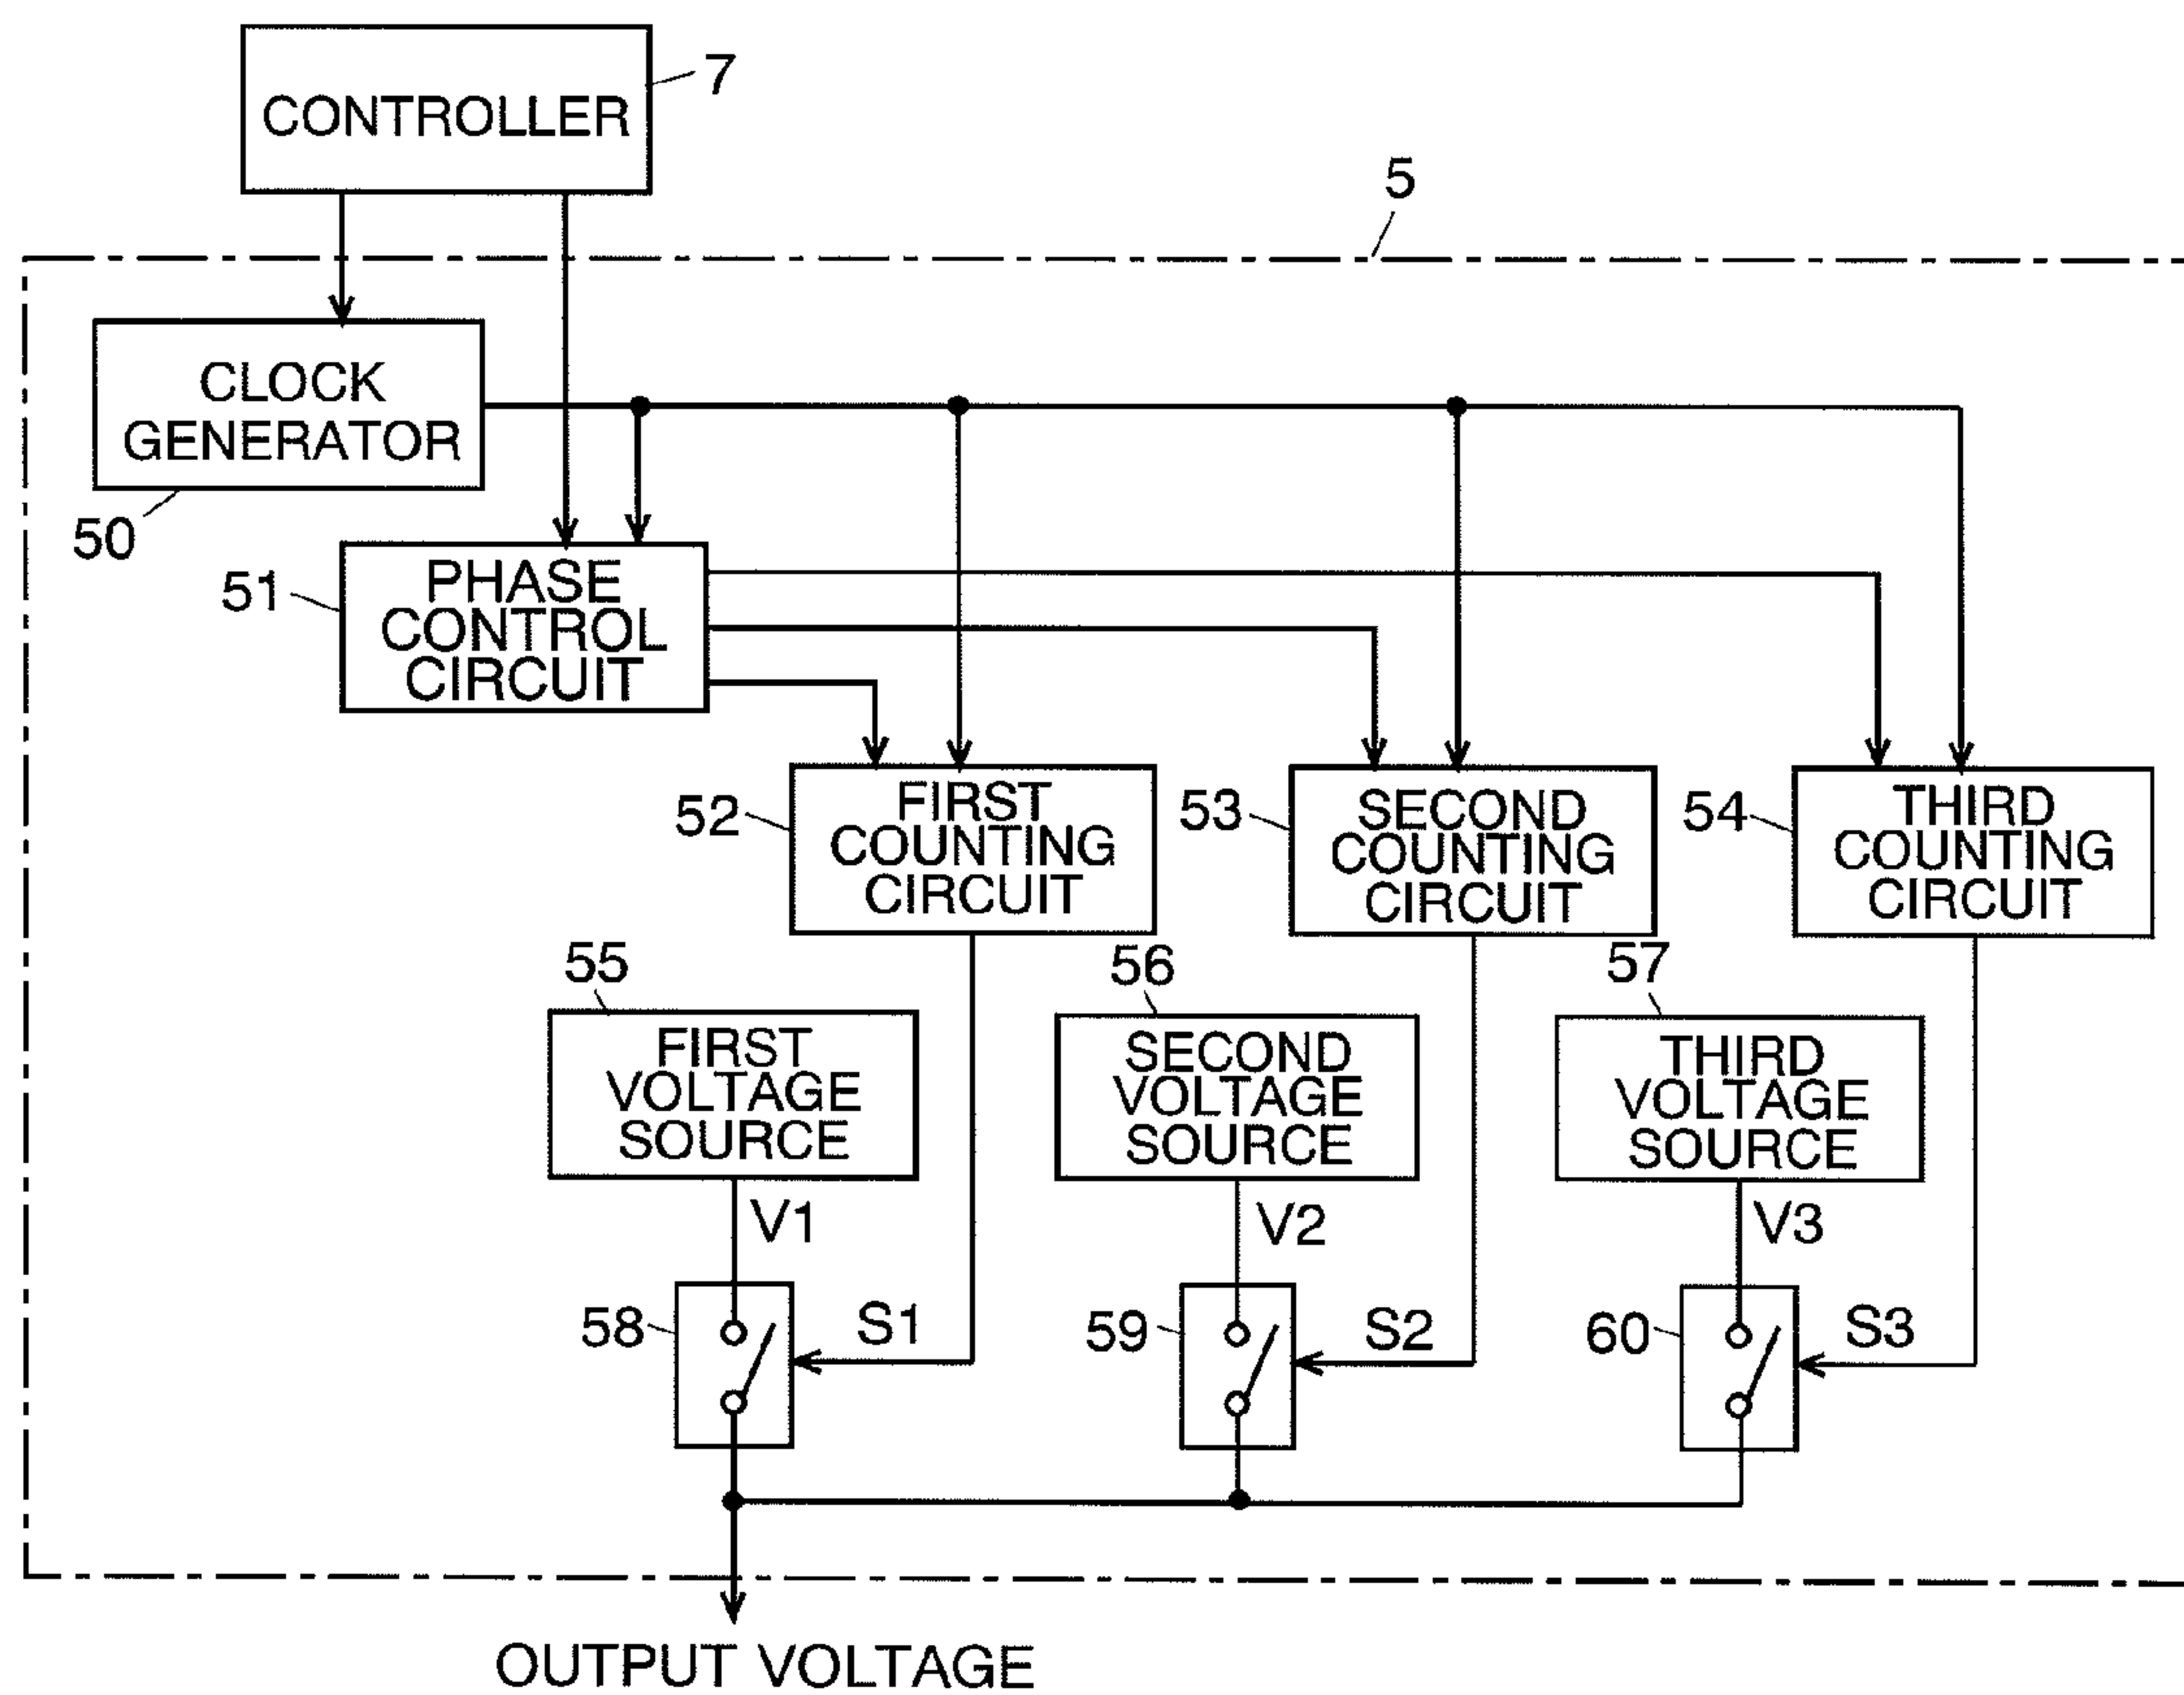 CONTROLLER
7
5
CLOCK
GENERATOR
50
51
PHASE
CONTROL
CIRCUIT
52
FIRST
COUNTING
CIRCUIT
53
SECOND
COUNTING
CIRCUIT
54
THIRD
COUNTING
CIRCUIT
55
FIRST
VOLTAGE
SOURCE
56
SECOND
VOLTAGE
SOURCE
57
THIRD
VOLTAGE
SOURCE
V1
V2
V3
58
S1
59
S2
60
S3
OUTPUT VOLTAGE